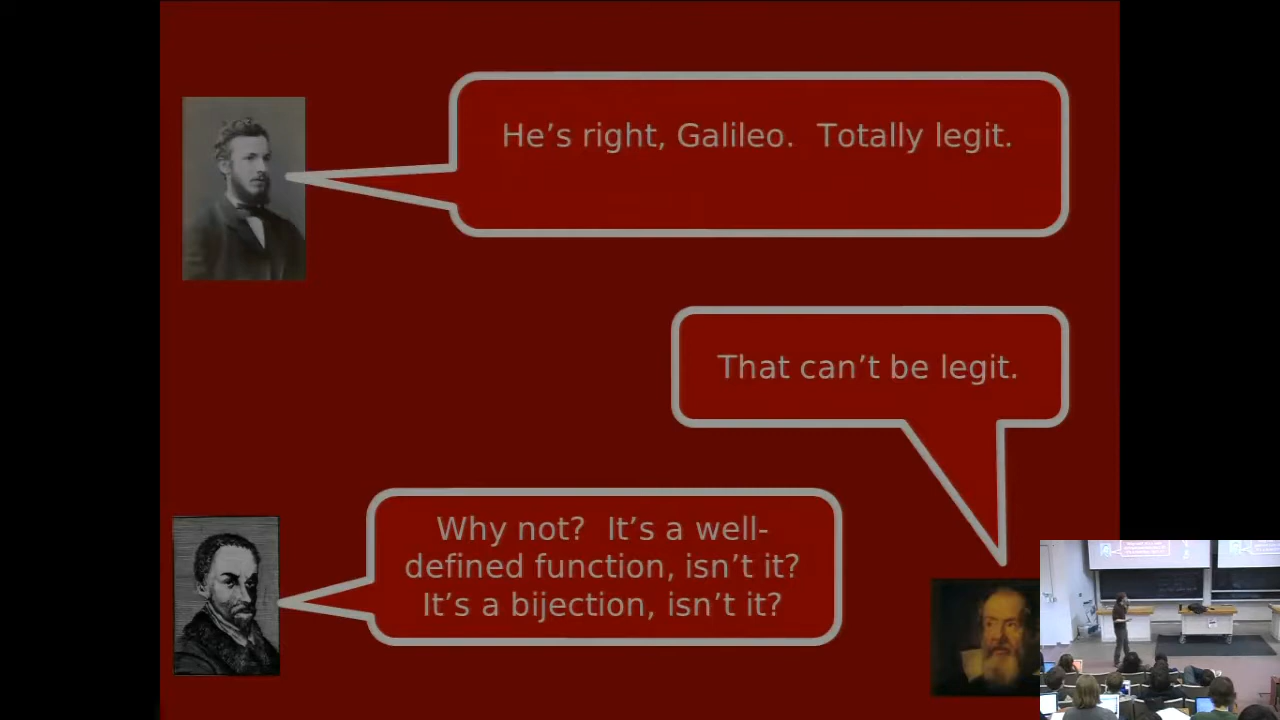 He’s right, Galileo.  Totally legit.
That can’t be legit.
Why not?  It’s a well-
defined function, isn’t it?
It’s a bijection, isn’t it?